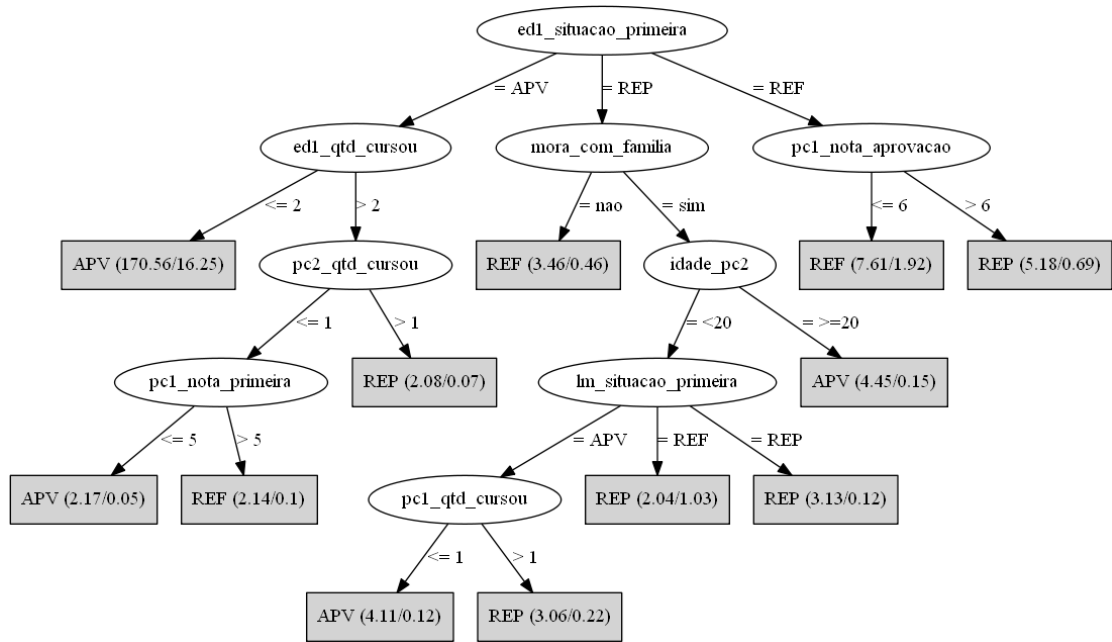 ed1_situacao_primeira
= APV
= REP
= REF
ed1_qtd_cursou
mora_com_familia
pc1_nota_aprovacao
<= 2
> 2
= nao
= sim
<= 6
> 6
APV (170.56/16.25)
pc2_qtd_cursou
REF (3.46/0.46)
idade_pc2
REF (7.61/1.92)
REP (5.18/0.69)
<= 1
> 1
= <20
= >=20
pc1_nota_primeira
REP (2.08/0.07)
lm_situacao_primeira
APV (4.45/0.15)
<= 5
> 5
= APV
= REF
= REP
APV (2.17/0.05)
REF (2.14/0.1)
pc1_qtd_cursou
REP (2.04/1.03)
REP (3.13/0.12)
<= 1
> 1
APV (4.11/0.12)
REP (3.06/0.22)